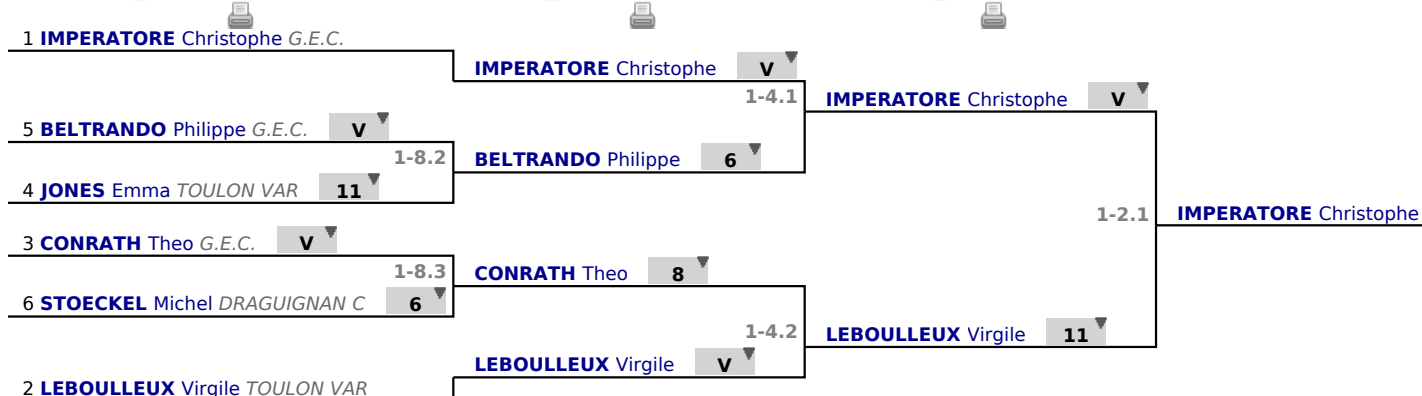 1 IMPERATORE Christophe G.E.C.
IMPERATORE Christophe V
1-4.1
IMPERATORE Christophe V
5 BELTRANDO Philippe G.E.C. V
1-8.2
BELTRANDO Philippe 6
4 JONES Emma TOULON VAR 11
1-2.1
IMPERATORE Christophe
3 CONRATH Theo G.E.C. V
1-8.3
CONRATH Theo 8
6 STOECKEL Michel DRAGUIGNAN C 6
1-4.2
LEBOULLEUX Virgile 11
LEBOULLEUX Virgile V
2 LEBOULLEUX Virgile TOULON VAR